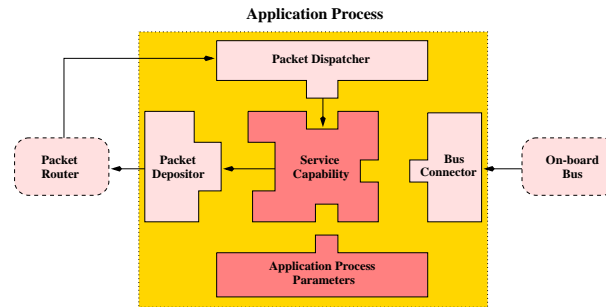 Application Process
Packet Dispatcher
Packet
Router
Packet
Depositor
Service
Capability
Bus
Connector
On-board
Bus
Application Process
Parameters